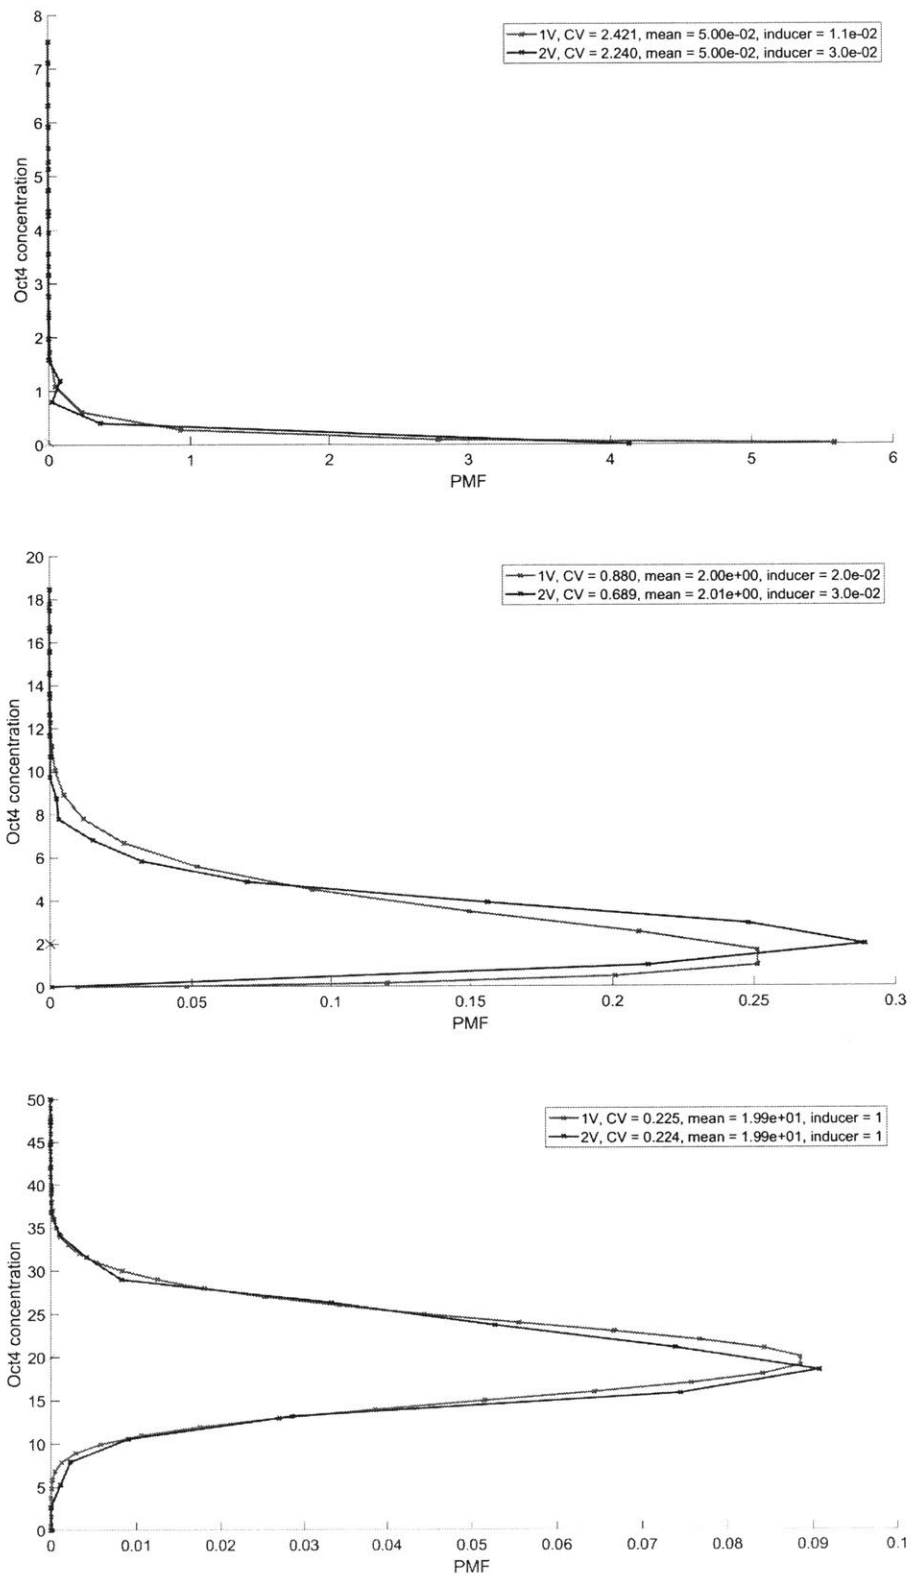 8
7
6
5
4
3
2
1
0
Oct4 concentration
1V, CV = 2.421, mean = 5.00e-02, inducer = 1.1e-02
2V, CV = 2.240, mean = 5.00e-02, inducer = 3.0e-02
0 1 2 3 4 5 6
PMF
20
18
16
14
12
10
8
6
4
2
0
Oct4 concentration
1V, CV = 0.880, mean = 2.00e+00, inducer = 2.0e-02
2V, CV = 0.689, mean = 2.01e+00, inducer = 3.0e-02
0 0.05 0.1 0.15 0.2 0.25 0.3
PMF
50
45
40
35
30
25
20
15
10
5
0
Oct4 concentration
1V, CV = 0.225, mean = 1.99e+01, inducer = 1
2V, CV = 0.224, mean = 1.99e+01, inducer = 1
0 0.01 0.02 0.03 0.04 0.05 0.06 0.07 0.08 0.09 0.1
PMF